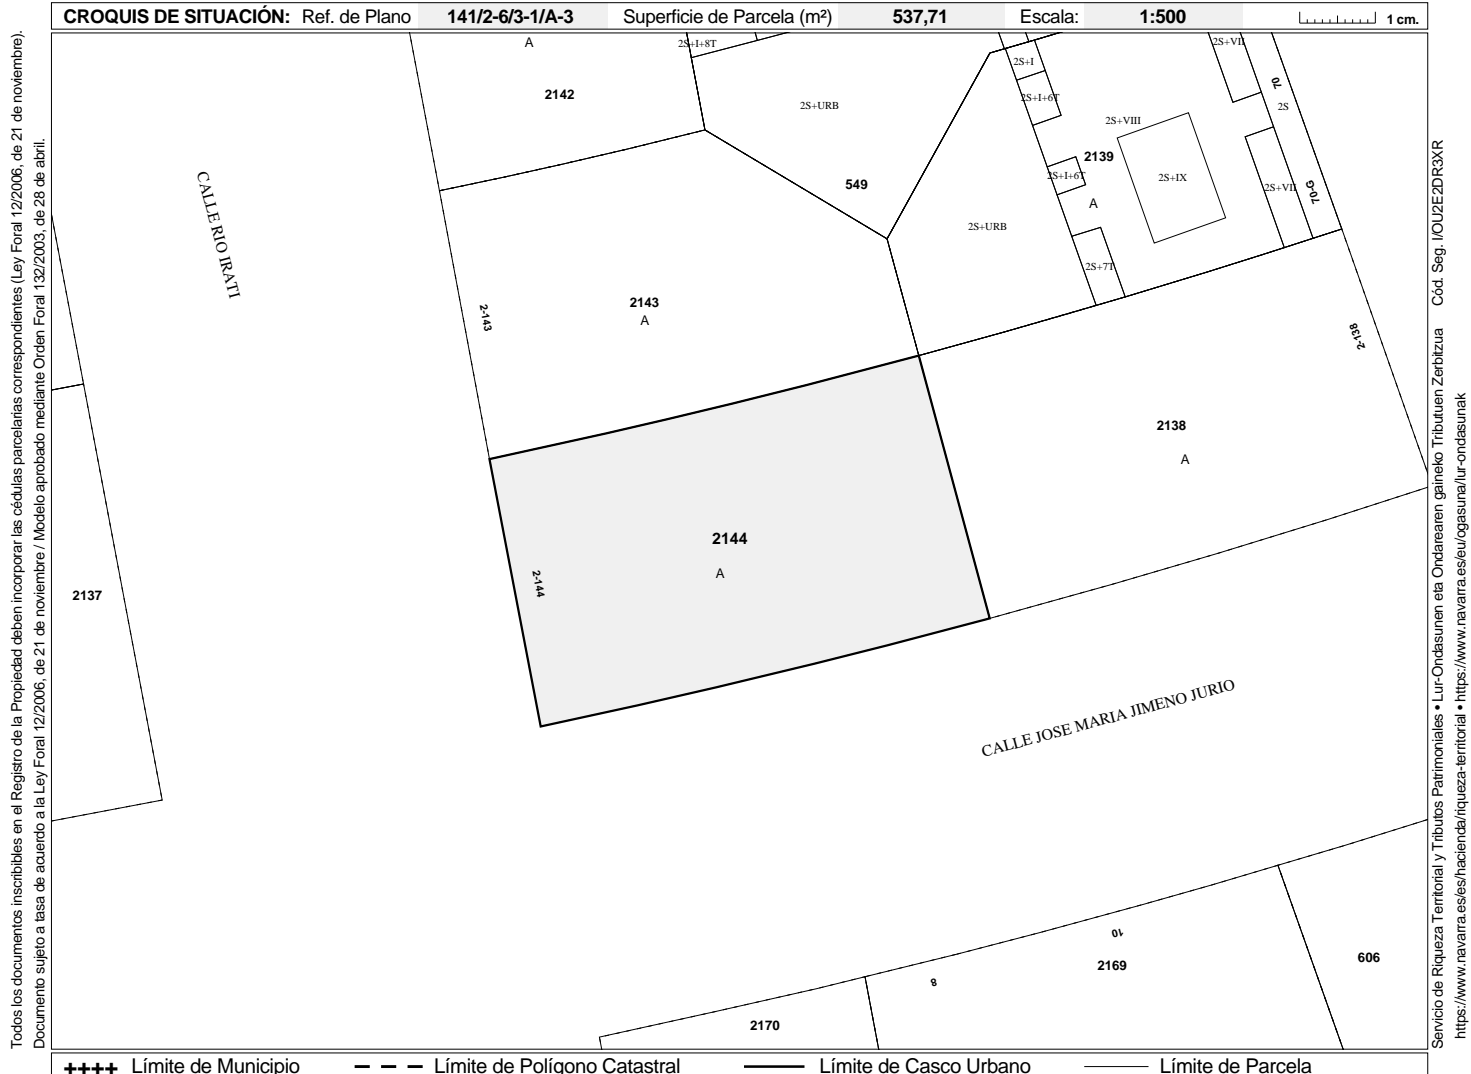 CROQUIS DE SITUACIÓN: Ref. de Plano 141/2-6/3-1/A-3 Superficie de Parcela (m²) 537,71 Escala: 1:500 1 cm.
Todos los documentos inscribibles en el Registro de la Propiedad deben incorporar las cédulas parcelarias correspondientes (Ley Foral 12/2006, de 21 de noviembre).
Documento sujeto a tasa de acuerdo a la Ley Foral 12/2006, de 21 de noviembre / Modelo aprobado mediante Orden Foral 132/2003, de 28 de abril.
A
2S+I+8T
2142
2S+URB
549
2S+I
2S+I+6T
2S+VIII
2139
2S+I+6T
A
2S+IX
2S+VII
70
2S
2S+VII
70-G
2S+URB
2S+7T
CALLE RIO IRATI
2-143
2143
A
2-138
2138
A
2144
A
2-144
2137
CALLE JOSE MARIA JIMENO JURIO
10
2169
606
8
2170
Servicio de Riqueza Territorial y Tributos Patrimoniales • Lur-Ondasunen eta Ondarearen gaineko Tributuen Zerbitzua Cód. Seg. I/OU2E2DR3XR
https://www.navarra.es/es/hacienda/riqueza-territorial • https://www.navarra.es/eu/ogasuna/lur-ondasunak
++++ Límite de Municipio – – – Límite de Polígono Catastral Límite de Casco Urbano Límite de Parcela